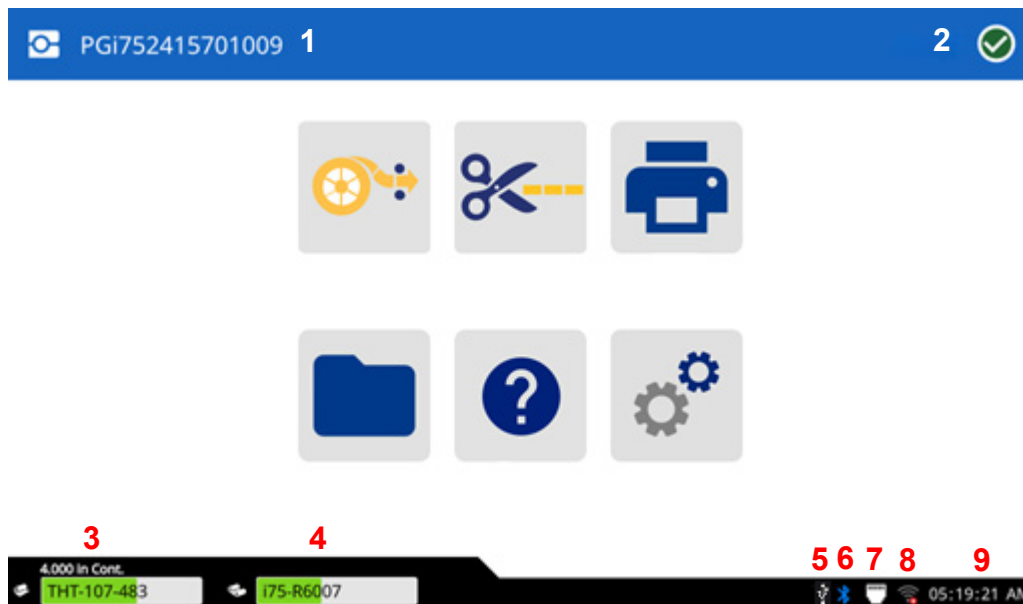 PGi752415701009 1 2
3 4
4.000 in Cont.
THT-107-483 i75-R6007
5 6 7 8 9
05:19:21 AM